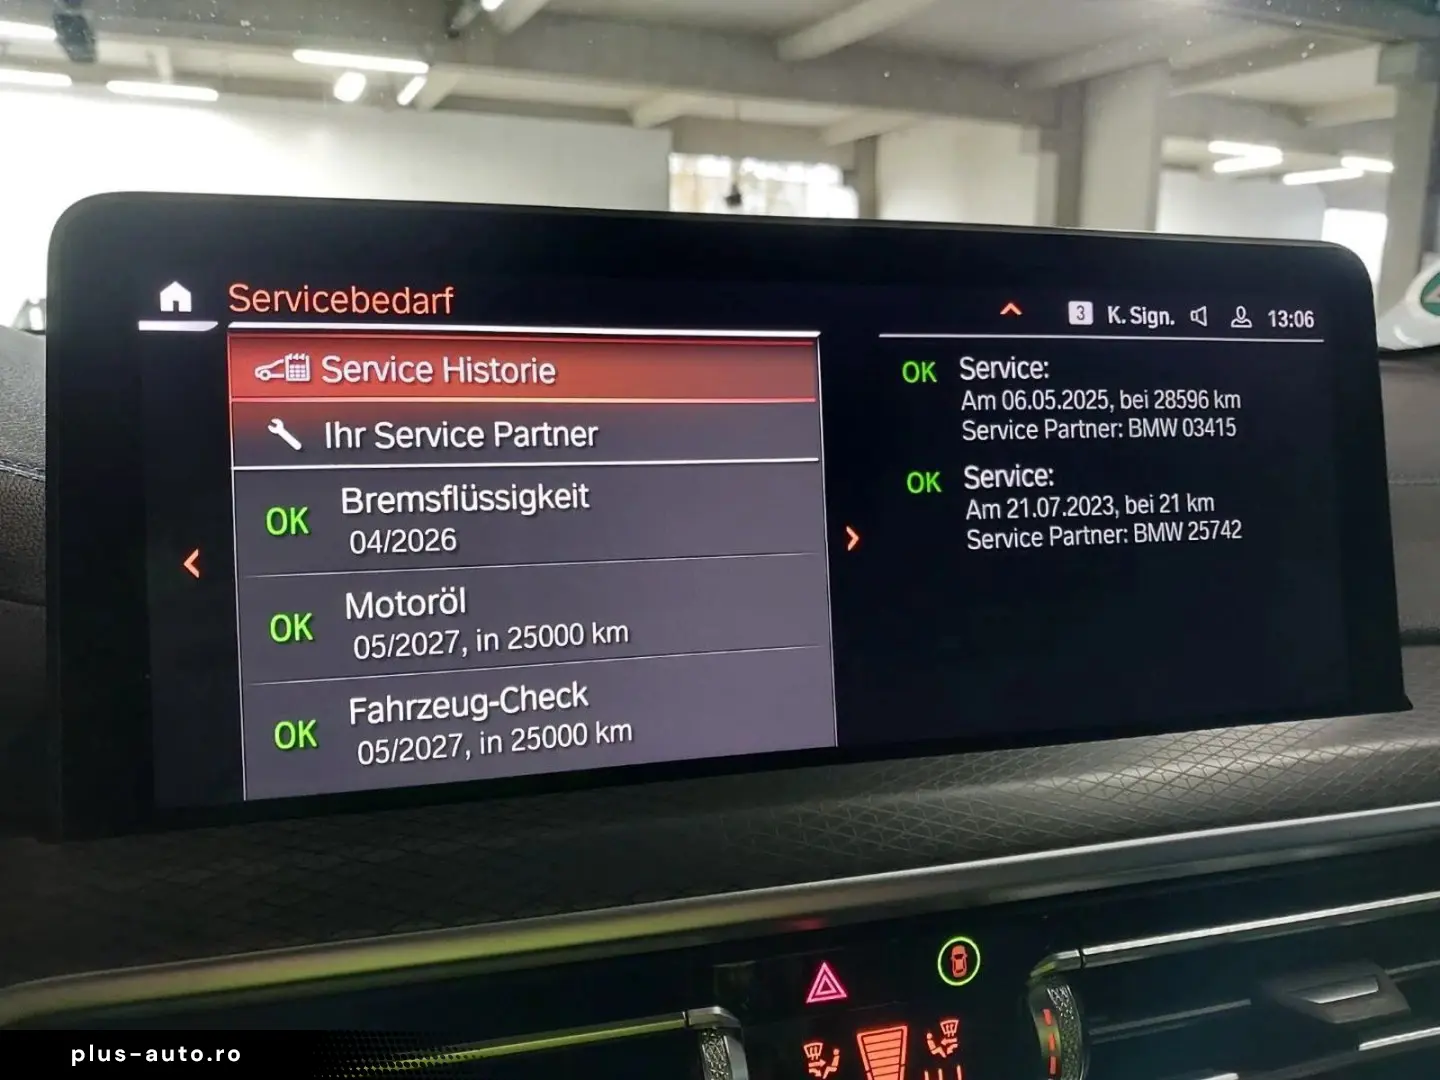 Servicebedarf
3 K. Sign. 13:06
Service Historie
Ihr Service Partner
OK Bremsflüssigkeit
04/2026
OK Motoröl
05/2027, in 25000 km
OK Fahrzeug-Check
05/2027, in 25000 km
OK Service:
Am 06.05.2025, bei 28596 km
Service Partner: BMW 03415
OK Service:
Am 21.07.2023, bei 21 km
Service Partner: BMW 25742
plus-auto.ro